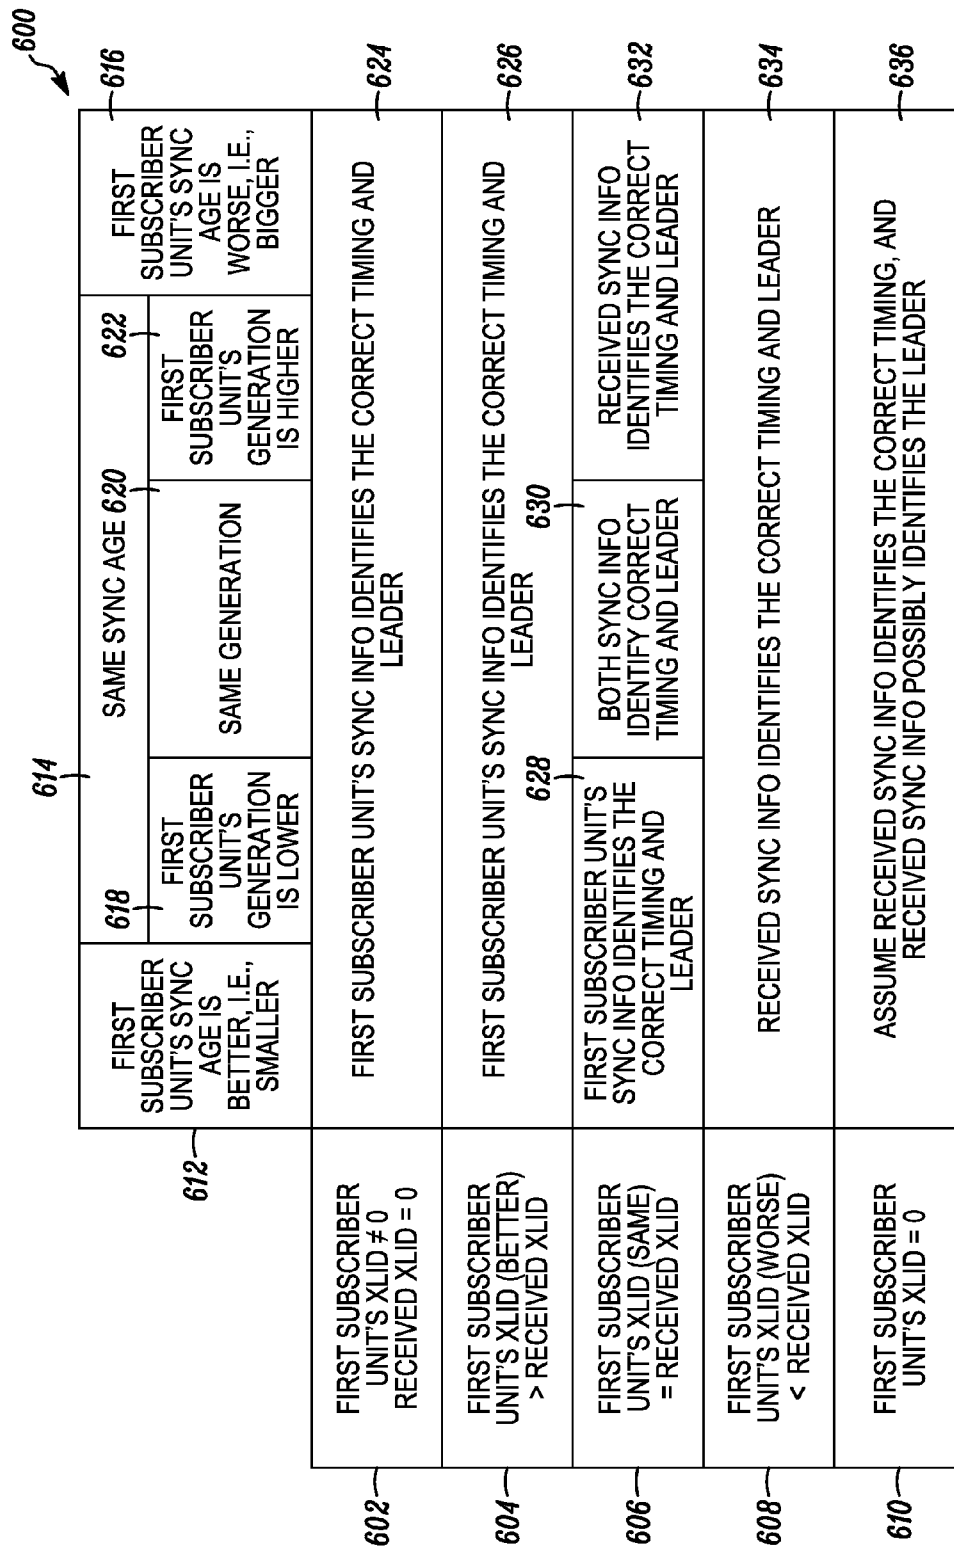 600
614
616
612
FIRST
SUBSCRIBER
UNIT'S SYNC
AGE IS
BETTER, I.E.,
SMALLER
SAME SYNC AGE
618
FIRST
SUBSCRIBER
UNIT'S
GENERATION
IS LOWER
620
SAME GENERATION
622
FIRST
SUBSCRIBER
UNIT'S
GENERATION
IS HIGHER
FIRST
SUBSCRIBER
UNIT'S SYNC
AGE IS
WORSE, I.E.,
BIGGER
602
FIRST SUBSCRIBER
UNIT'S XLID ≠ 0
RECEIVED XLID = 0
FIRST SUBSCRIBER UNIT'S SYNC INFO IDENTIFIES THE CORRECT TIMING AND
LEADER
624
604
FIRST SUBSCRIBER
UNIT'S XLID (BETTER)
> RECEIVED XLID
FIRST SUBSCRIBER UNIT'S SYNC INFO IDENTIFIES THE CORRECT TIMING AND
LEADER
626
606
FIRST SUBSCRIBER
UNIT'S XLID (SAME)
= RECEIVED XLID
628
FIRST SUBSCRIBER UNIT'S
SYNC INFO IDENTIFIES THE
CORRECT TIMING AND
LEADER
630
BOTH SYNC INFO
IDENTIFY CORRECT
TIMING AND LEADER
RECEIVED SYNC INFO
IDENTIFIES THE CORRECT
TIMING AND LEADER
632
608
FIRST SUBSCRIBER
UNIT'S XLID (WORSE)
< RECEIVED XLID
RECEIVED SYNC INFO IDENTIFIES THE CORRECT TIMING AND LEADER
634
610
FIRST SUBSCRIBER
UNIT'S XLID = 0
ASSUME RECEIVED SYNC INFO IDENTIFIES THE CORRECT TIMING, AND
RECEIVED SYNC INFO POSSIBLY IDENTIFIES THE LEADER
636